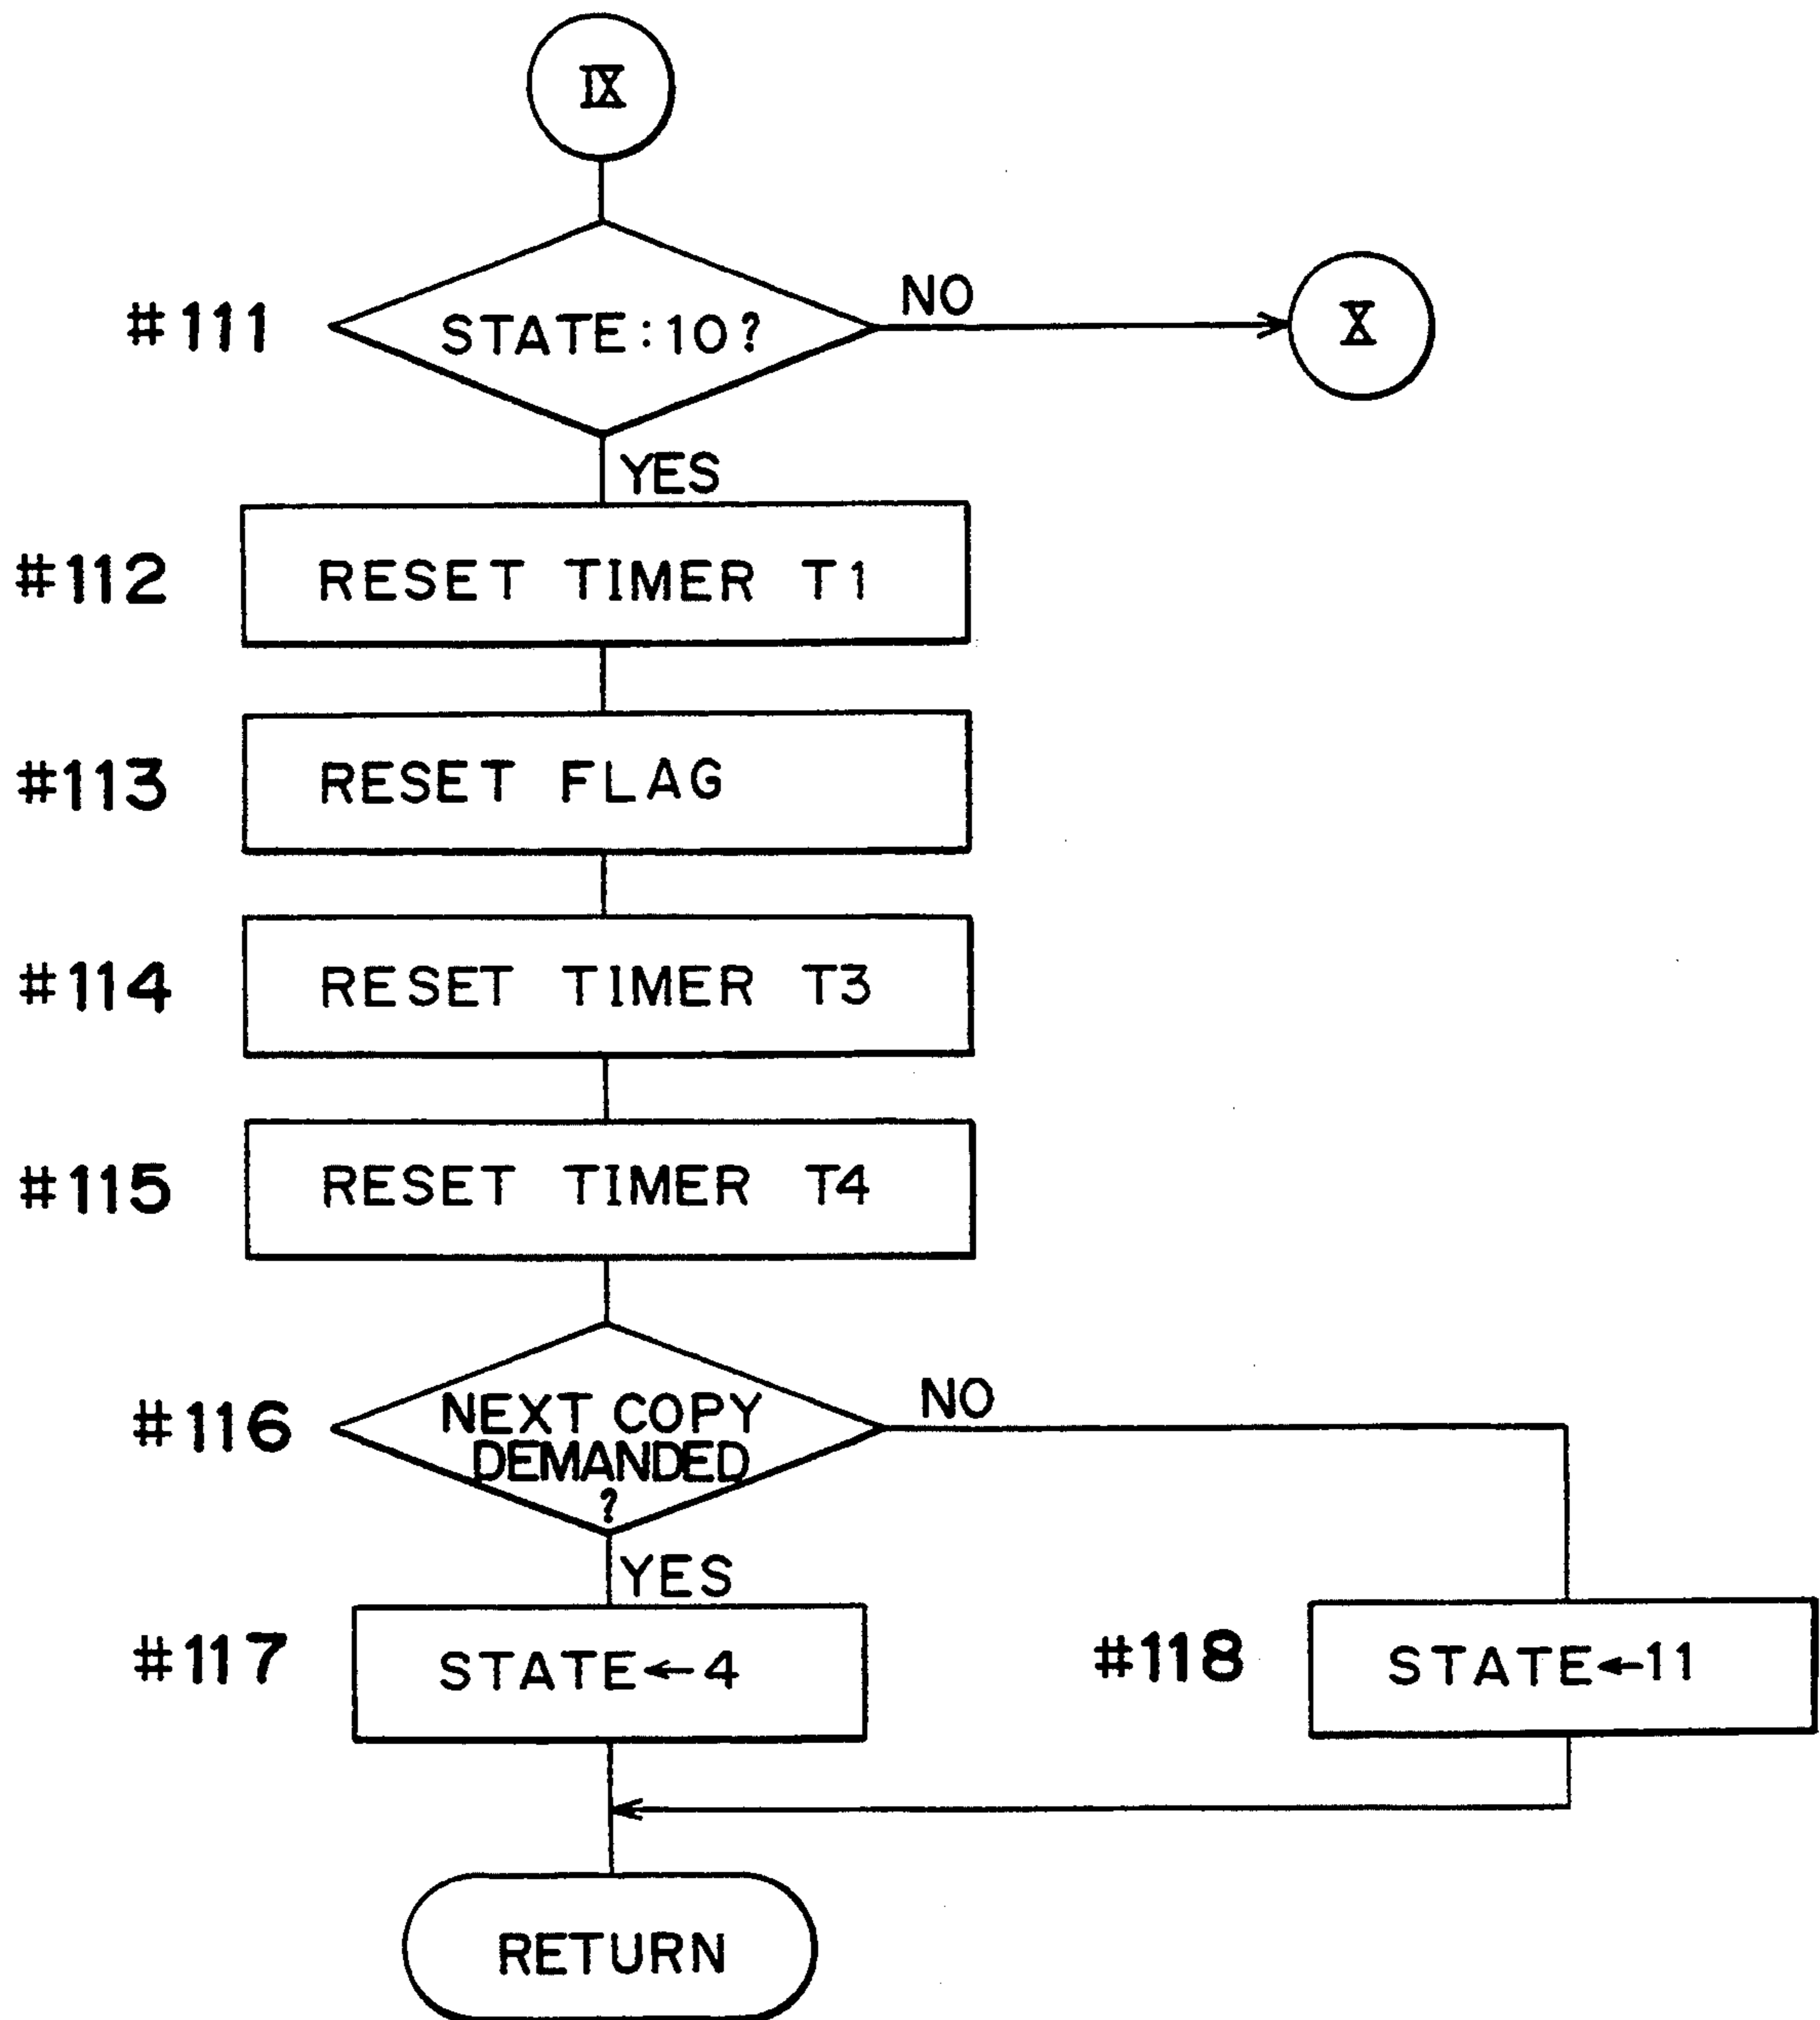 IX
#111 STATE:10? NO X
YES
#112 RESET TIMER T1
#113 RESET FLAG
#114 RESET TIMER T3
#115 RESET TIMER T4
#116 NEXT COPY NO
DEMANDED
?
YES
#117 STATE←4 #118 STATE←11
RETURN